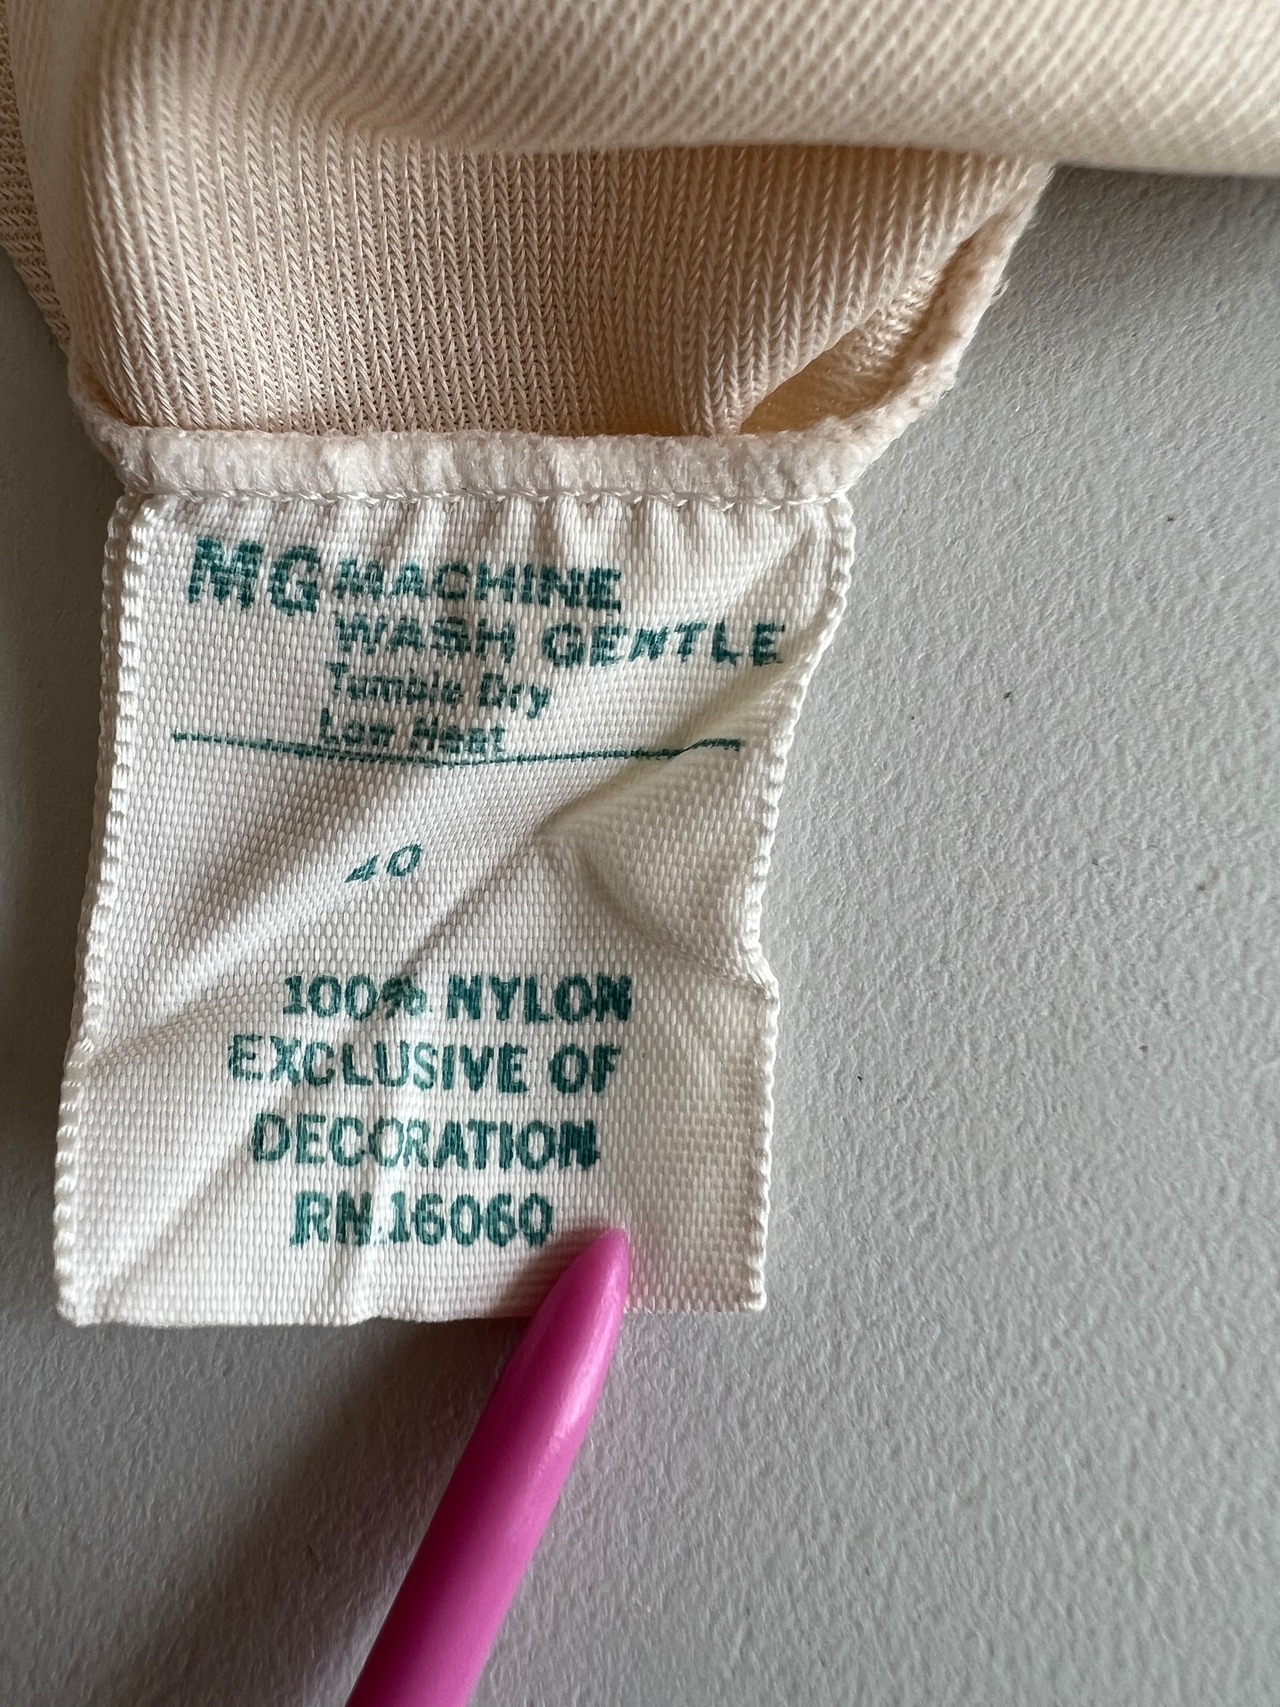 MG MACHINE
WASH GENTLE
Tumble Dry
Low Heat
40
100% NYLON
EXCLUSIVE OF
DECORATION
RN 16060